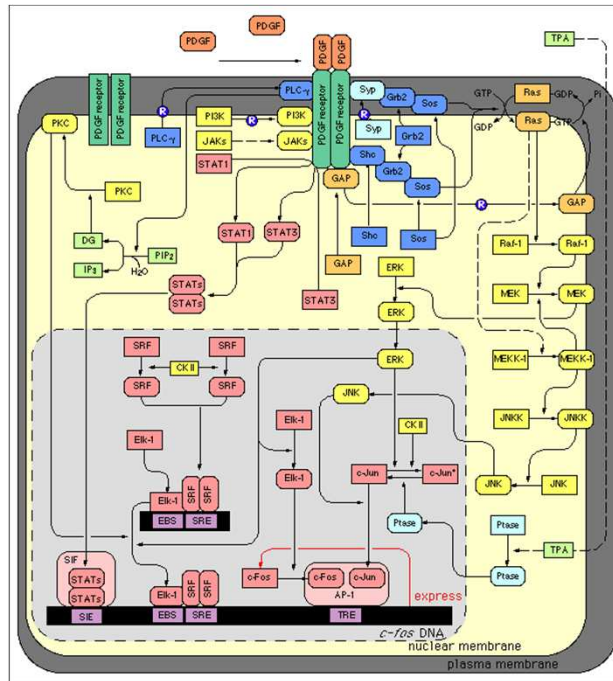 PDGF
PDGF
PDGF
PDGF
TPA
PDGF receptor
PDGF receptor
PDGF receptor
PDGF receptor
PLC-γ
Syp
Grb2
Sos
GTP
GDP
Ras
GDP
Pi
Ras
GTP
PKC
R
PLC-γ
PI3K
R
PI3K
R
Syp
Grb2
JAKs
JAKs
STAT1
Shc
Grb2
Sos
GAP
R
GAP
PKC
STAT1
STAT3
Shc
Sos
DG
PIP2
IP3
H2O
GAP
ERK
Raf-1
Raf-1
STATs
STATs
STAT3
MEK
MEK
ERK
SRF
SRF
CK II
ERK
MEKK-1
MEKK-1
SRF
SRF
JNK
Elk-1
Elk-1
CK II
JNKK
JNKK
Elk-1
c-Jun
c-Jun*
JNK
JNK
Elk-1
SRF
SRF
EBS
SRE
Ptase
Ptase
TPA
SIF
STATs
STATs
Elk-1
SRF
SRF
c-Fos
c-Fos
c-Jun
AP-1
express
Ptase
SIE
EBS
SRE
TRE
c-fos DNA
nuclear membrane
plasma membrane